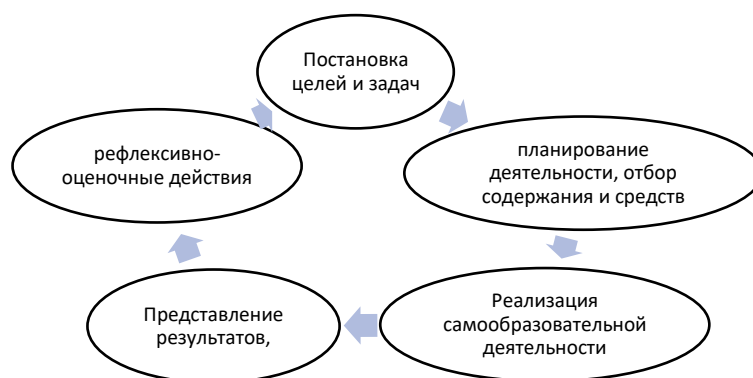 Постановка
целей и задач
планирование
деятельности, отбор
содержания и средств
Реализация
самообразовательной
деятельности
Представление
результатов,
рефлексивно-
оценочные действия